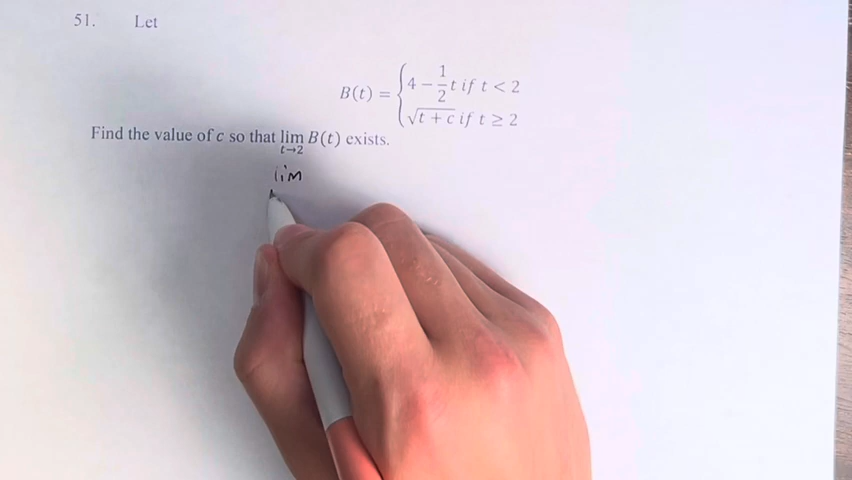 51. Let
B(t) = { 4 − 1/2 t if t < 2
√(t + c) if t ≥ 2
Find the value of c so that lim t→2 B(t) exists.
lim